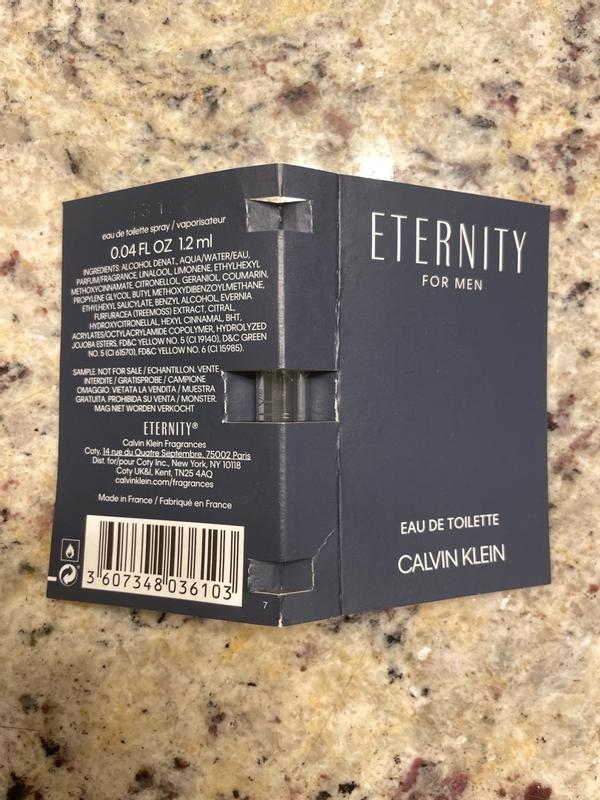 eau de toilette spray / vaporisateur
0.04 FL OZ 1.2 ml
INGREDIENTS: ALCOHOL DENAT., AQUA/WATER/EAU,
PARFUM/FRAGRANCE, LINALOOL, LIMONENE, ETHYLHEXYL
METHOXYCINNAMATE, CITRONELLOL, GERANIOL, COUMARIN,
PROPYLENE GLYCOL, BUTYL METHOXYDIBENZOYLMETHANE,
ETHYLHEXYL SALICYLATE, BENZYL ALCOHOL, EVERNIA
FURFURACEA (TREEMOSS) EXTRACT, CITRAL,
HYDROXYCITRONELLAL, HEXYL CINNAMAL, BHT,
ACRYLATES/OCTYLACRYLAMIDE COPOLYMER, HYDROLYZED
JOJOBA ESTERS, FD&C YELLOW NO. 5 (CI 19140), D&C GREEN
NO. 5 (CI 61570), FD&C YELLOW NO. 6 (CI 15985).
SAMPLE. NOT FOR SALE / ECHANTILLON. VENTE
INTERDITE / GRATISPROBE / CAMPIONE
OMAGGIO. VIETATA LA VENDITA / MUESTRA
GRATUITA. PROHIBIDA SU VENTA / MONSTER.
MAG NIET WORDEN VERKOCHT
ETERNITY®
Calvin Klein Fragrances
Coty, 14 rue du Quatre Septembre, 75002 Paris
Dist. for/pour Coty Inc., New York, NY 10118
Coty UK&I, Kent, TN25 4AQ
calvinklein.com/fragrances
Made in France / Fabriqué en France
3 607348 036103
7
ETERNITY
FOR MEN
EAU DE TOILETTE
CALVIN KLEIN